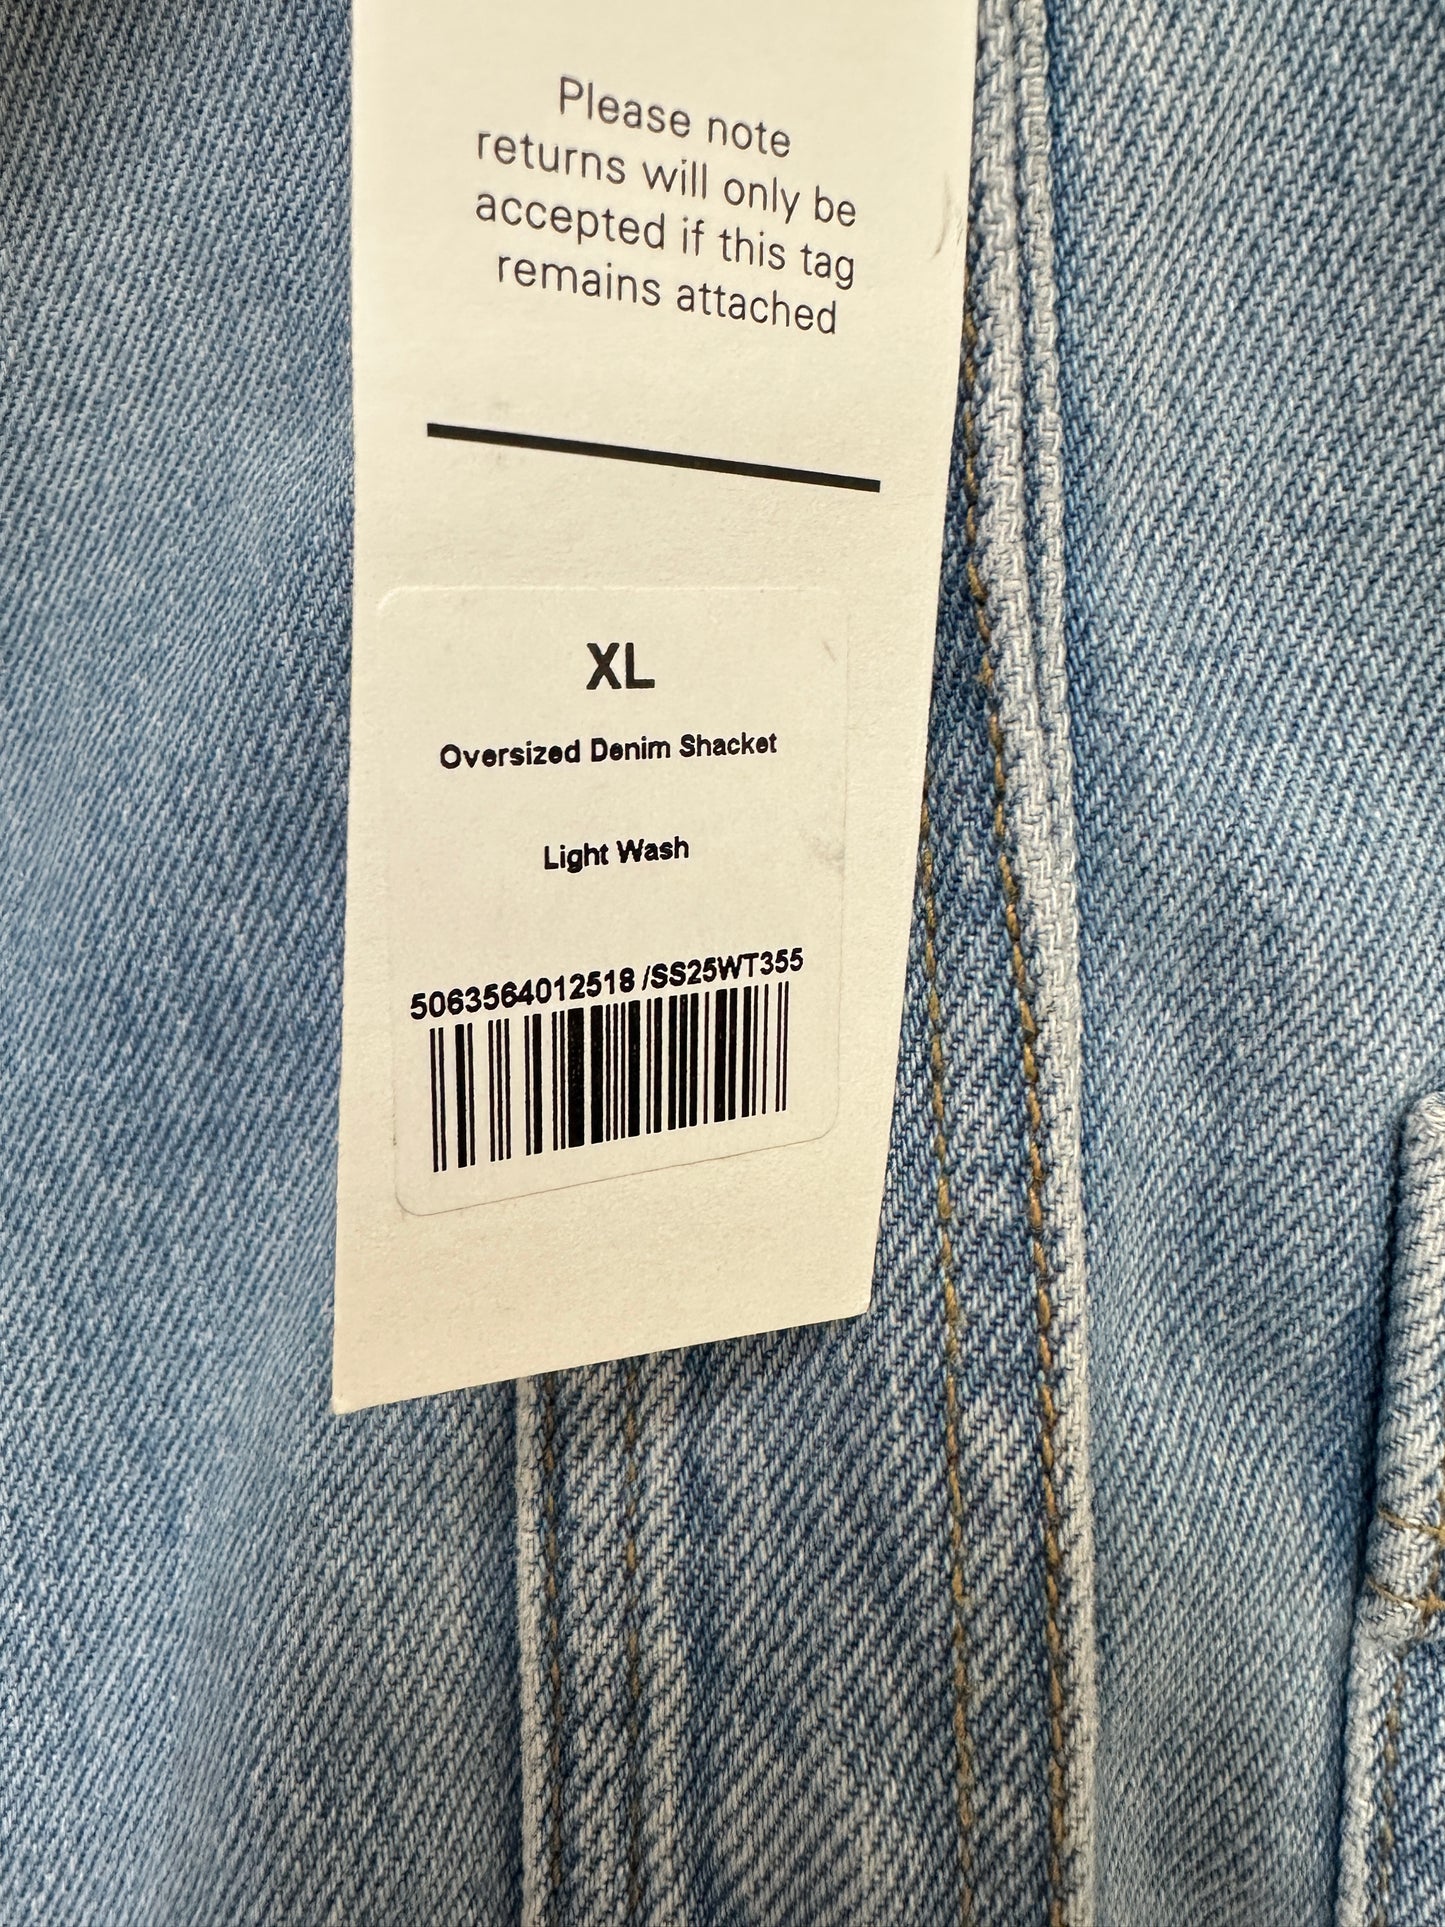 Please note
returns will only be
accepted if this tag
remains attached
XL
Oversized Denim Shacket
Light Wash
5063564012518 /SS25WT355